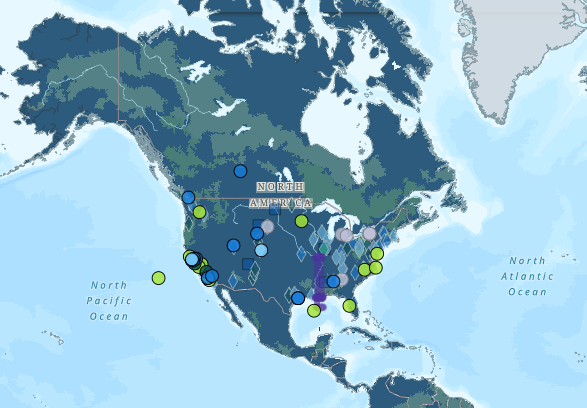 NORTH
AMERICA
North
Pacific
Ocean
North
Atlantic
Ocean